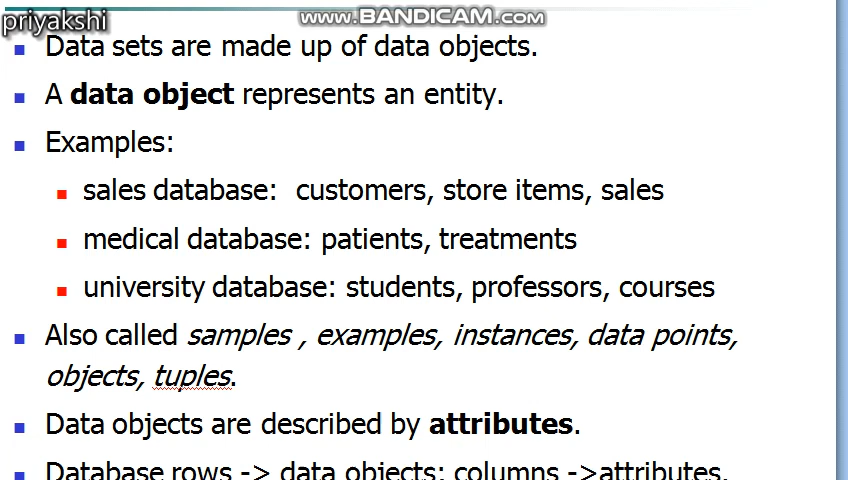 www.BANDICAM.com
priyakshi
Data sets are made up of data objects.
A data object represents an entity.
Examples:
sales database:  customers, store items, sales
medical database: patients, treatments
university database: students, professors, courses
Also called samples , examples, instances, data points,
objects, tuples.
Data objects are described by attributes.
Database rows -> data objects; columns ->attributes.